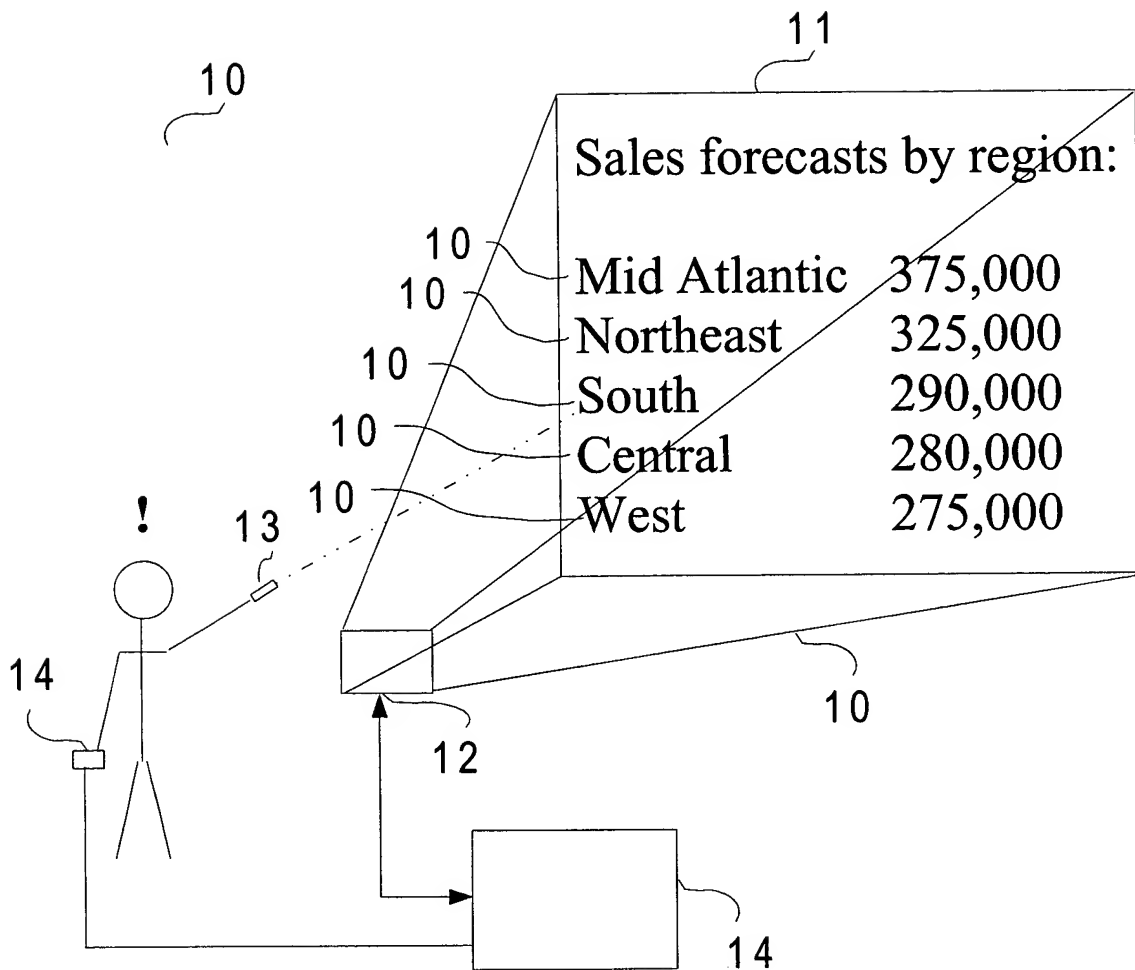 11
10
Sales forecasts by region:
10 Mid Atlantic 375,000
10 Northeast 325,000
10 South 290,000
10 Central 280,000
10 West 275,000
!
13
14
10
12
14